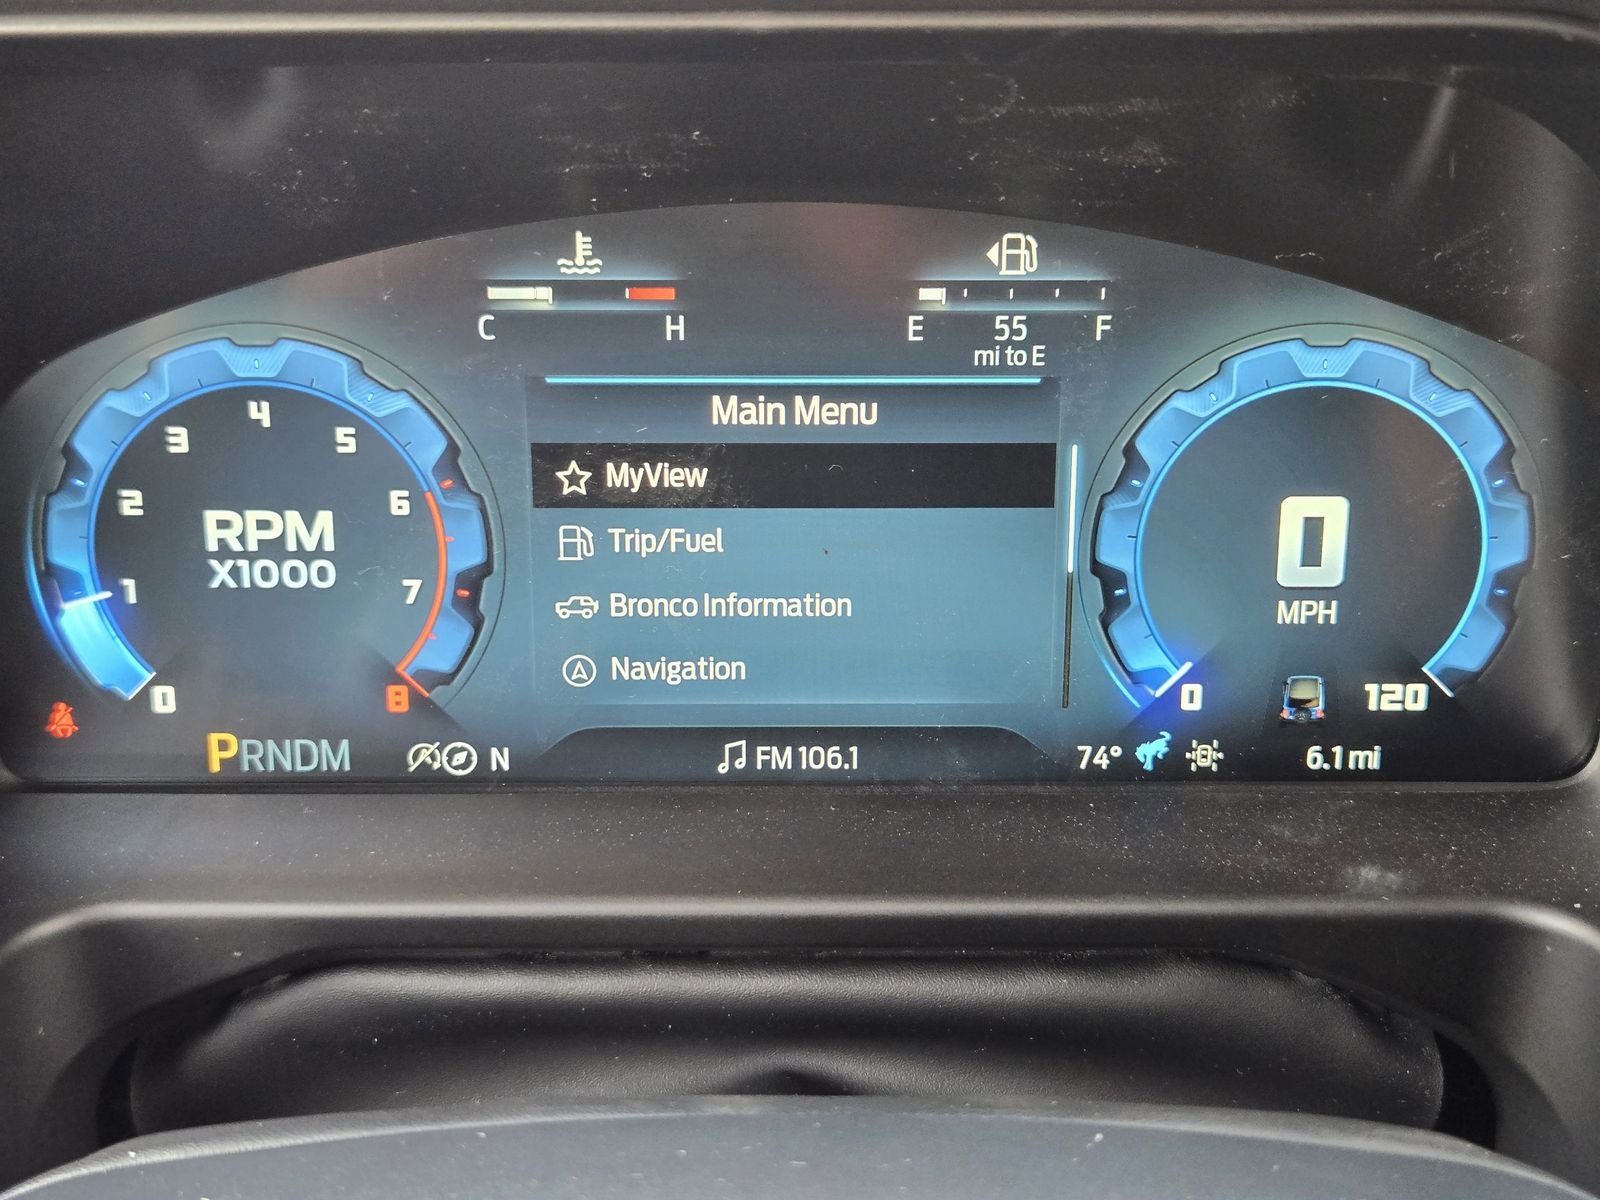 C H
E 55 F
mi to E
Main Menu
MyView
Trip/Fuel
Bronco Information
Navigation
0
1
2
3
4
5
6
7
8
RPM
X1000
0
MPH
0 120
PRNDM
N
FM 106.1
74°
6.1 mi